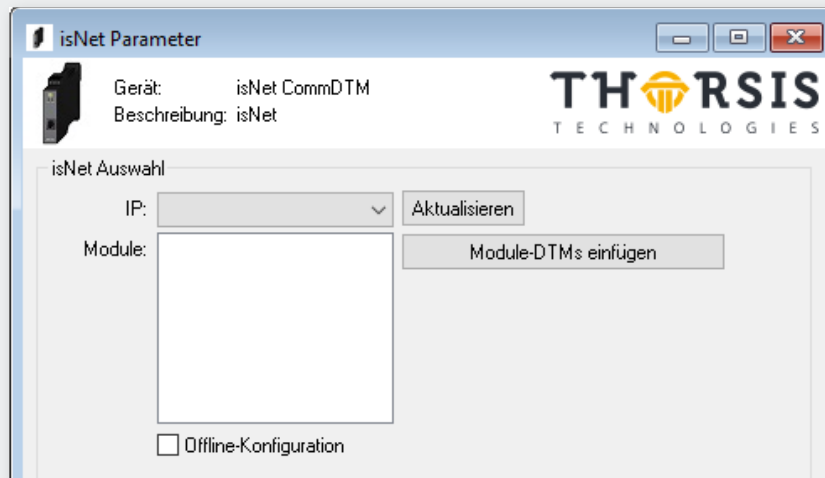 isNet Parameter
Gerät: isNet CommDTM
Beschreibung: isNet
THORSIS
TECHNOLOGIES
isNet Auswahl
IP: Aktualisieren
Module: Module-DTMs einfügen
Offline-Konfiguration